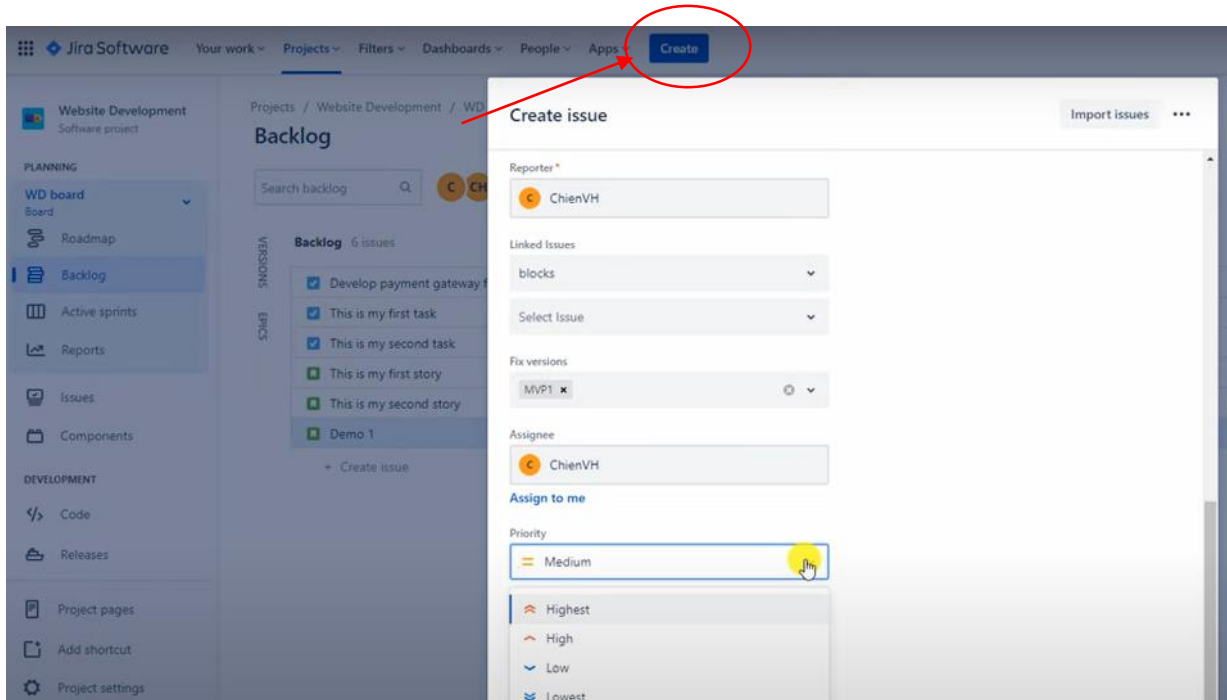 Jira Software Your work Projects Filters Dashboards People Apps Create
Website Development
Software project
PLANNING
WD board
Board
Roadmap
Backlog
Active sprints
Reports
Issues
Components
DEVELOPMENT
Code
Releases
Project pages
Add shortcut
Project settings
Projects / Website Development / WD
Backlog
Search backlog
C CH
VERSIONS
EPICS
Backlog 6 issues
Develop payment gateway f
This is my first task
This is my second task
This is my first story
This is my second story
Demo 1
+ Create issue
Create issue
Import issues
Reporter *
C ChienVH
Linked Issues
blocks
Select Issue
Fix versions
MVP1
Assignee
C ChienVH
Assign to me
Priority
Medium
Highest
High
Low
Lowest